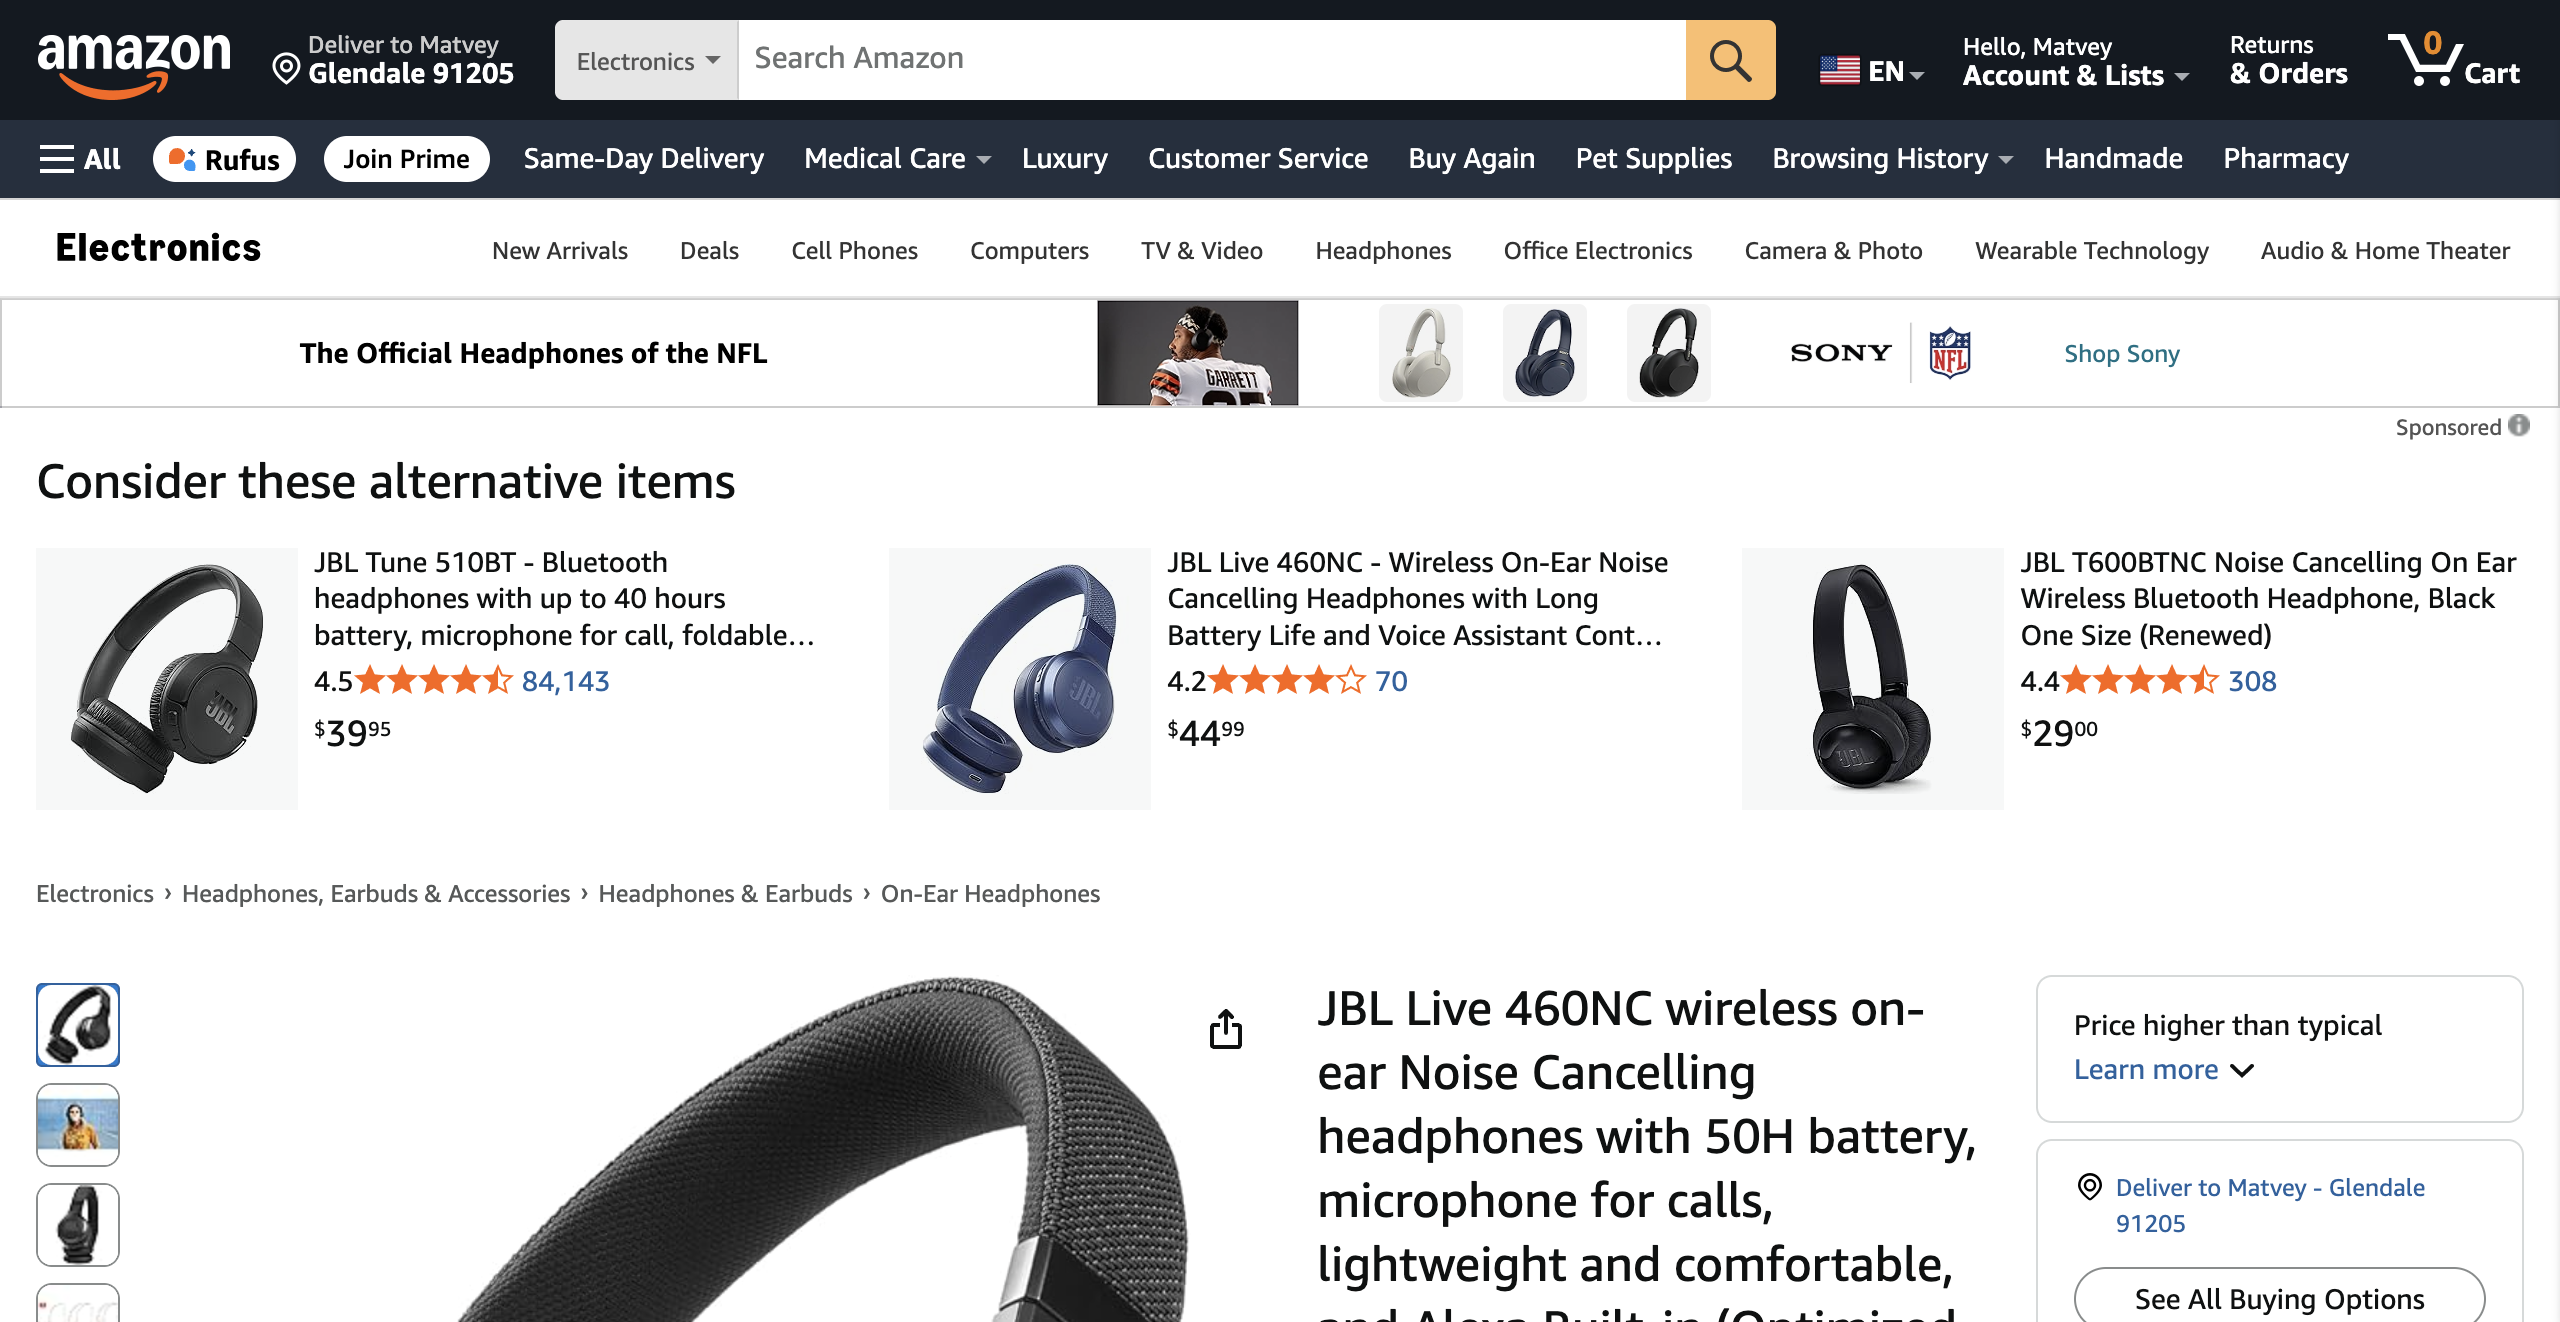 amazon
Deliver to Matvey
Glendale 91205
Electronics
Search Amazon
EN
Hello, Matvey
Account & Lists
Returns
& Orders
0
Cart
All
Rufus
Join Prime
Same-Day Delivery
Medical Care
Luxury
Customer Service
Buy Again
Pet Supplies
Browsing History
Handmade
Pharmacy
Electronics
New Arrivals
Deals
Cell Phones
Computers
TV & Video
Headphones
Office Electronics
Camera & Photo
Wearable Technology
Audio & Home Theater
The Official Headphones of the NFL
GARRETT
SONY
NFL
Shop Sony
Sponsored
Consider these alternative items
JBL
JBL Tune 510BT - Bluetooth
headphones with up to 40 hours
battery, microphone for call, foldable...
4.5 84,143
$3995
JBL
JBL Live 460NC - Wireless On-Ear Noise
Cancelling Headphones with Long
Battery Life and Voice Assistant Cont...
4.2 70
$4499
JBL
JBL T600BTNC Noise Cancelling On Ear
Wireless Bluetooth Headphone, Black
One Size (Renewed)
4.4 308
$2900
Electronics › Headphones, Earbuds & Accessories › Headphones & Earbuds › On-Ear Headphones
JBL Live 460NC wireless on-
ear Noise Cancelling
headphones with 50H battery,
microphone for calls,
lightweight and comfortable,
and Alexa Built-in (Optimized
Price higher than typical
Learn more
Deliver to Matvey - Glendale
91205
See All Buying Options